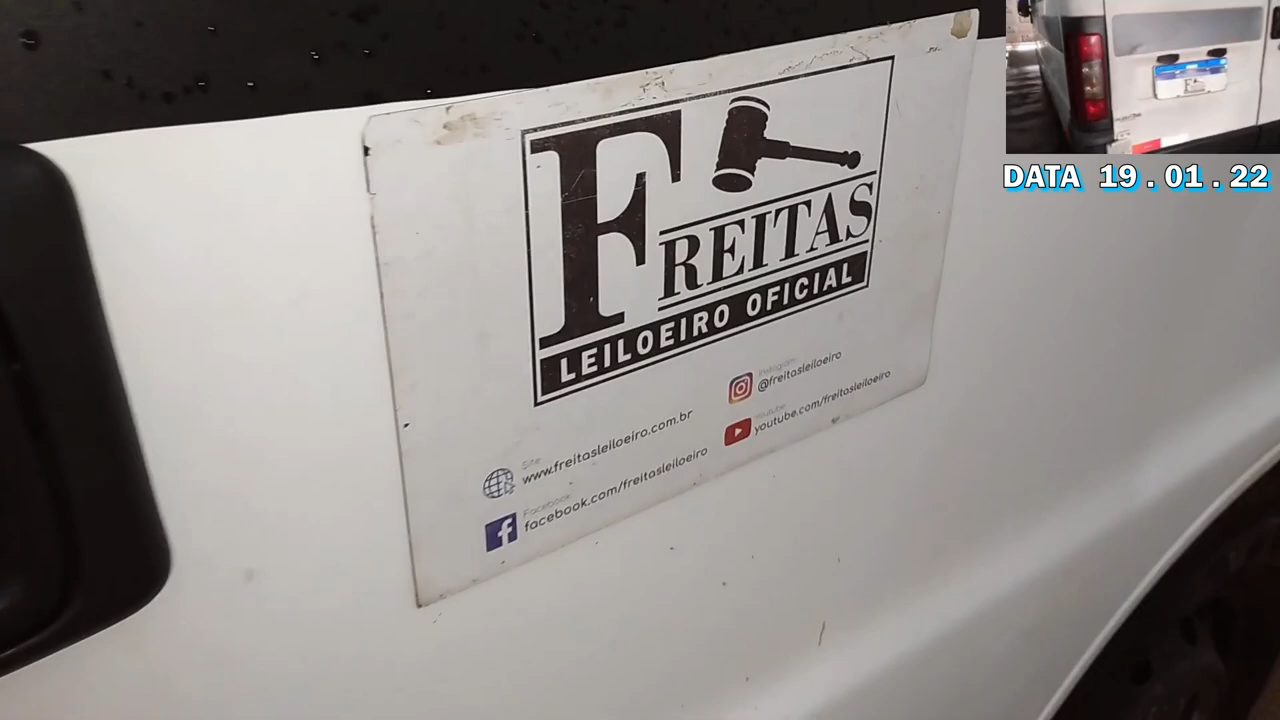 FREITAS
LEILOEIRO OFICIAL
Instagram
@freitasleiloeiro
Site
www.freitasleiloeiro.com.br
Youtube
youtube.com/freitasleiloeiro
Facebook
facebook.com/freitasleiloeiro
DATA 19.01.22